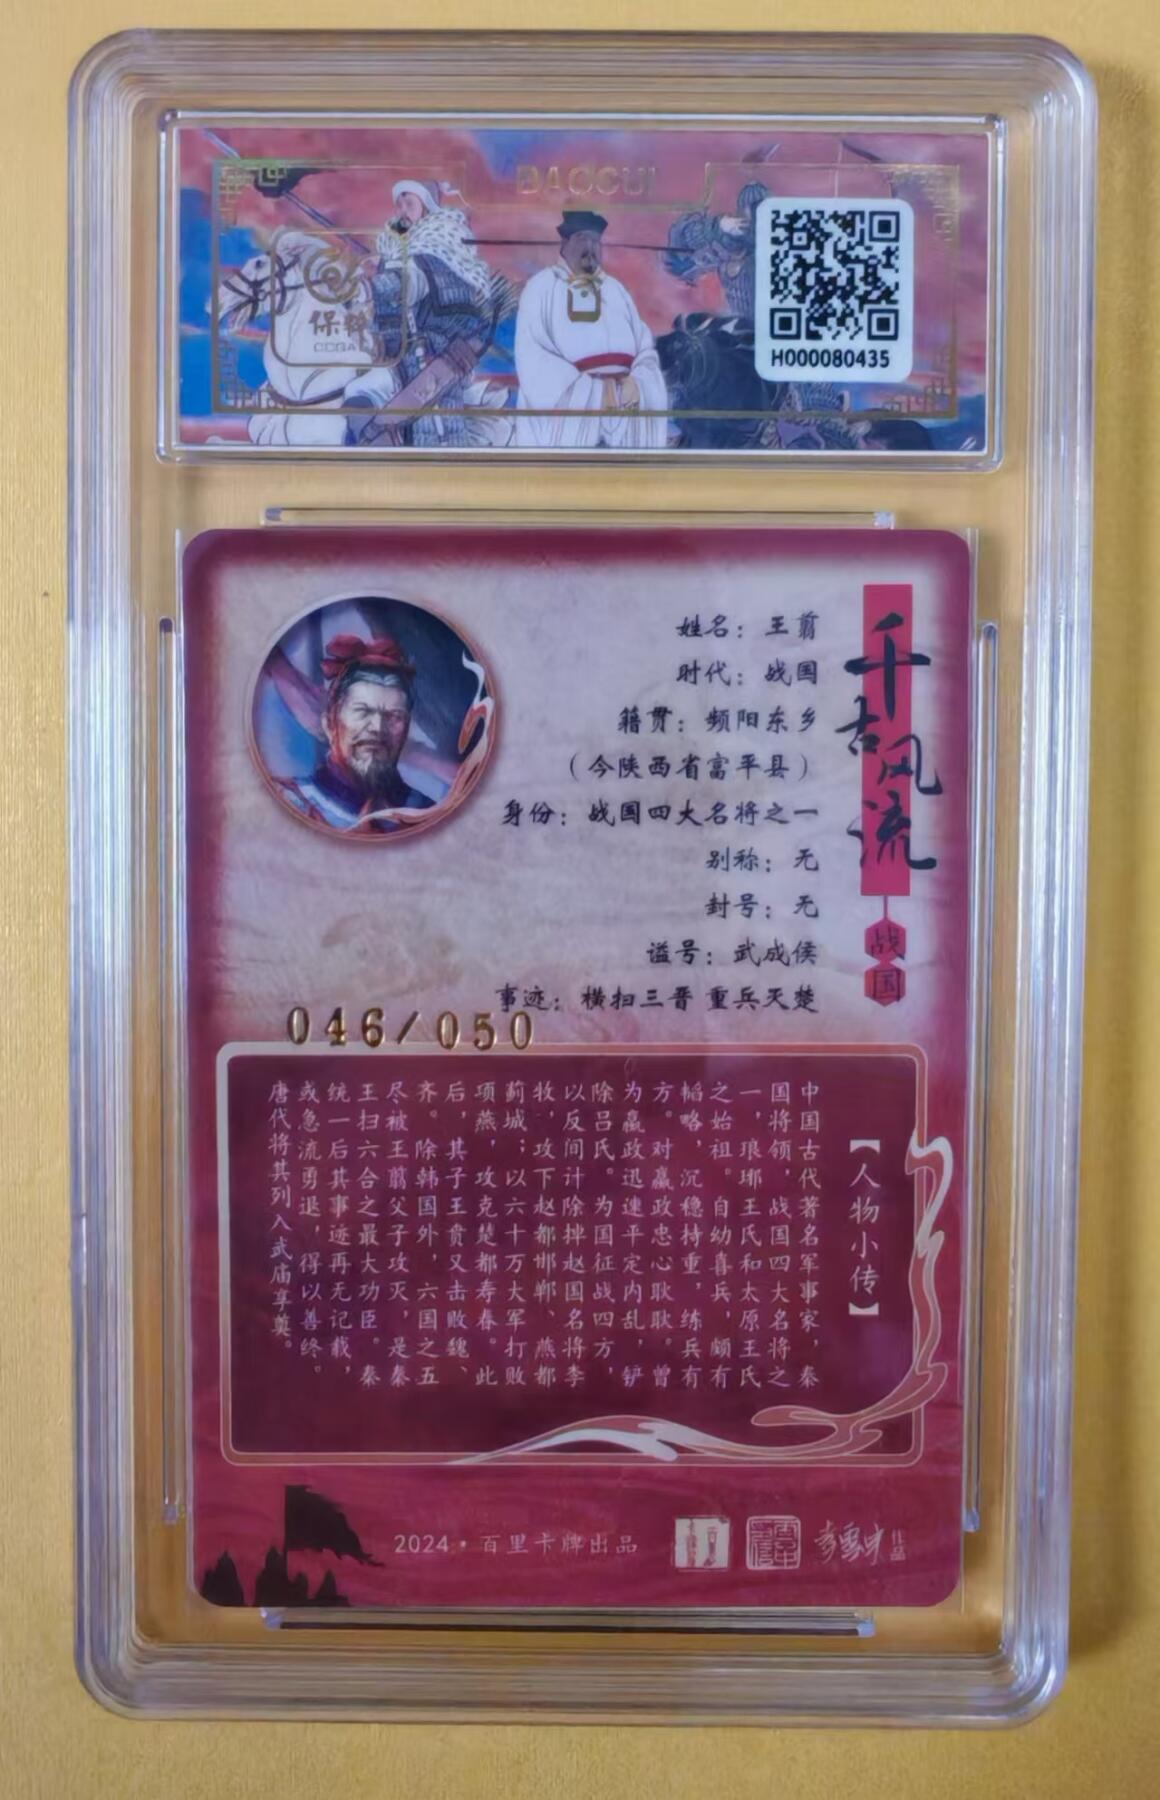 BAOCUI
保粹
CCGA
H000080435
千古风流
战国
姓名：王翦
时代：战国
籍贯：频阳东乡
（今陕西省富平县）
身份：战国四大名将之一
别称：无
封号：无
谥号：武成侯
事迹：横扫三晋 重兵灭楚
046/050
【人物小传】
中国古代著名军事家，秦
国将领，战国四大名将之
一，琅琊王氏和太原王氏
之始祖。自幼喜兵，颇有
韬略，沉稳持重，练兵有
方。对嬴政忠心耿耿。曾
为嬴政迅速平定内乱，铲
除吕氏。为国征战四方，
以反间计除掉赵国名将李
牧，攻下赵都邯郸、燕都
蓟城；以六十万大军打败
项燕，攻克楚都寿春。此
后，其子王贲又击败魏、
齐。除韩国外，六国之五
尽被王翦父子攻灭，是秦
王扫六合之最大功臣。秦
统一后其事迹再无记载，
或急流勇退，得以善终。
唐代将其列入武庙享奠。
2024·百里卡牌出品
作品